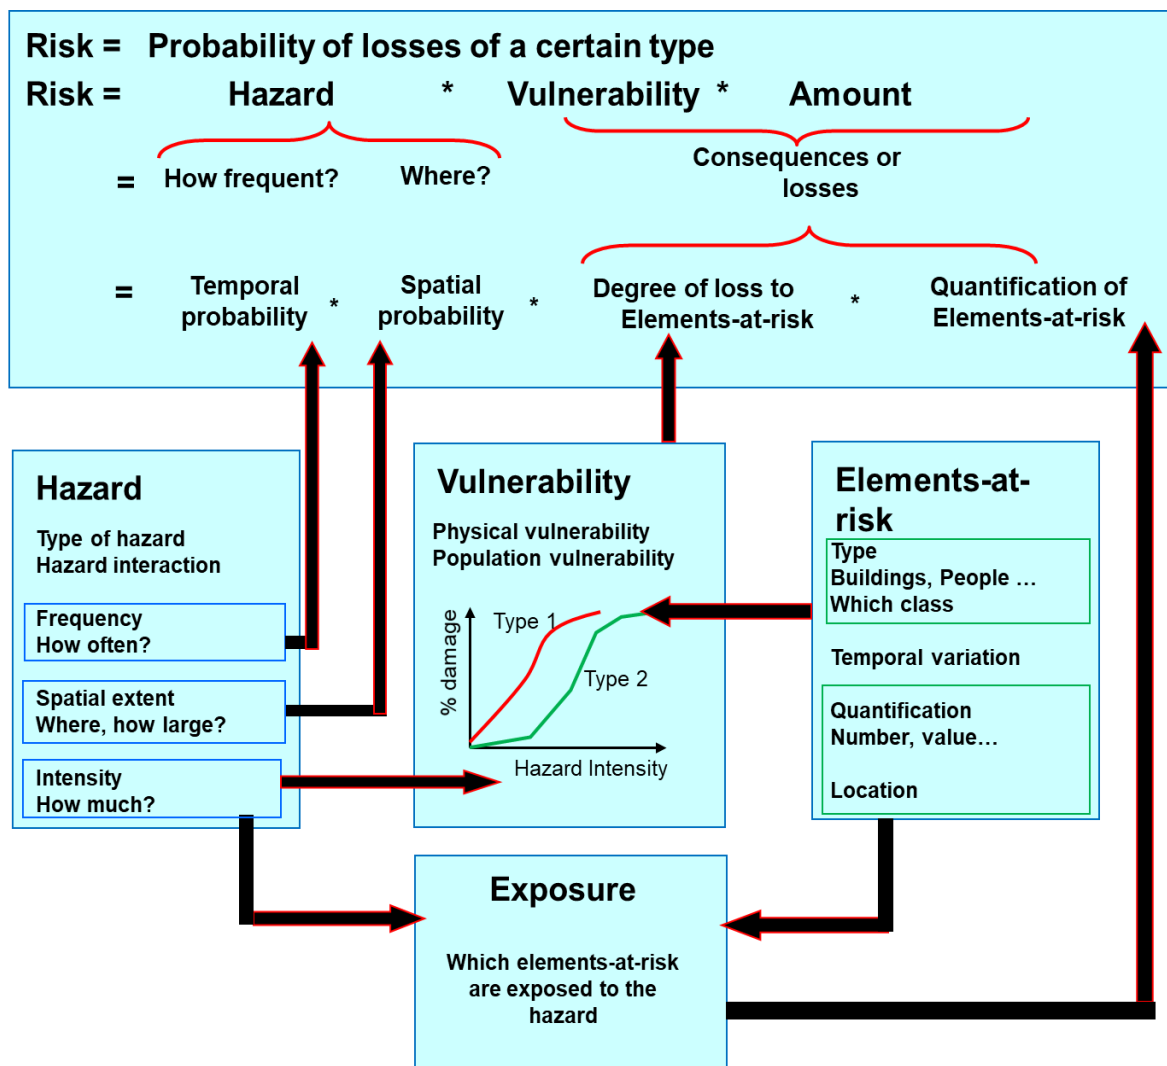 Risk = Probability of losses of a certain type
Risk = Hazard * Vulnerability * Amount
= How frequent? Where?
Consequences or
losses
= Temporal
probability
*
Spatial
probability
*
Degree of loss to
Elements-at-risk
*
Quantification of
Elements-at-risk
Hazard
Type of hazard
Hazard interaction
Frequency
How often?
Spatial extent
Where, how large?
Intensity
How much?
Vulnerability
Physical vulnerability
Population vulnerability
% damage
Type 1
Type 2
Hazard Intensity
Elements-at-
risk
Type
Buildings, People …
Which class
Temporal variation
Quantification
Number, value…
Location
Exposure
Which elements-at-risk
are exposed to the
hazard